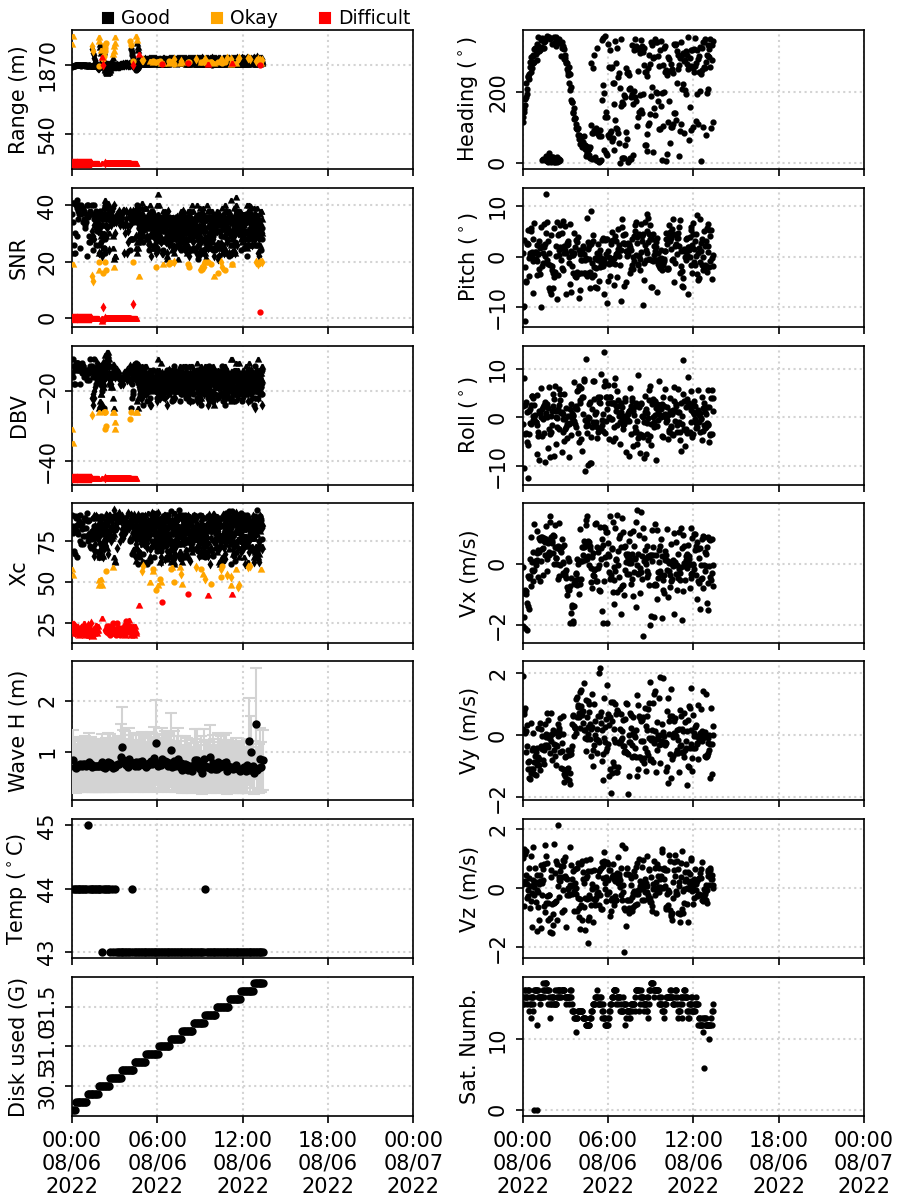 Good Okay Difficult
Range (m)
1870
540
Heading (°)
200
0
SNR
40
20
0
Pitch (°)
10
0
−10
DBV
−20
−40
Roll (°)
10
0
−10
Xc
75
50
25
Vx (m/s)
0
−2
Wave H (m)
2
1
Vy (m/s)
2
0
−2
Temp (°C)
45
44
43
Vz (m/s)
2
0
−2
Disk used (G)
31.5
31.0
30.5
Sat. Numb.
10
0
00:00 06:00 12:00 18:00 00:00
08/06 08/06 08/06 08/06 08/07
2022 2022 2022 2022 2022
00:00 06:00 12:00 18:00 00:00
08/06 08/06 08/06 08/06 08/07
2022 2022 2022 2022 2022